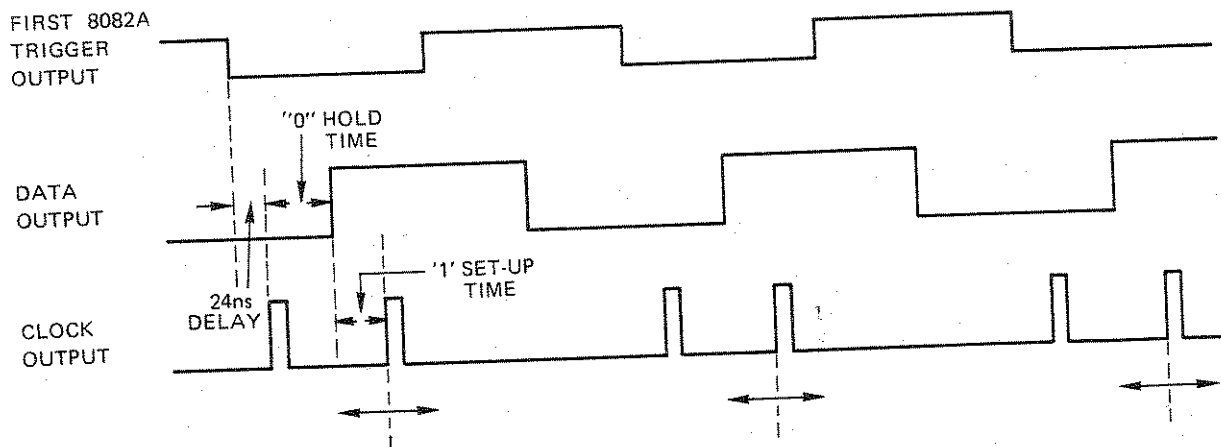 FIRST 8082A
TRIGGER
OUTPUT
"0" HOLD
TIME
DATA
OUTPUT
'1' SET-UP
TIME
24ns
DELAY
CLOCK
OUTPUT